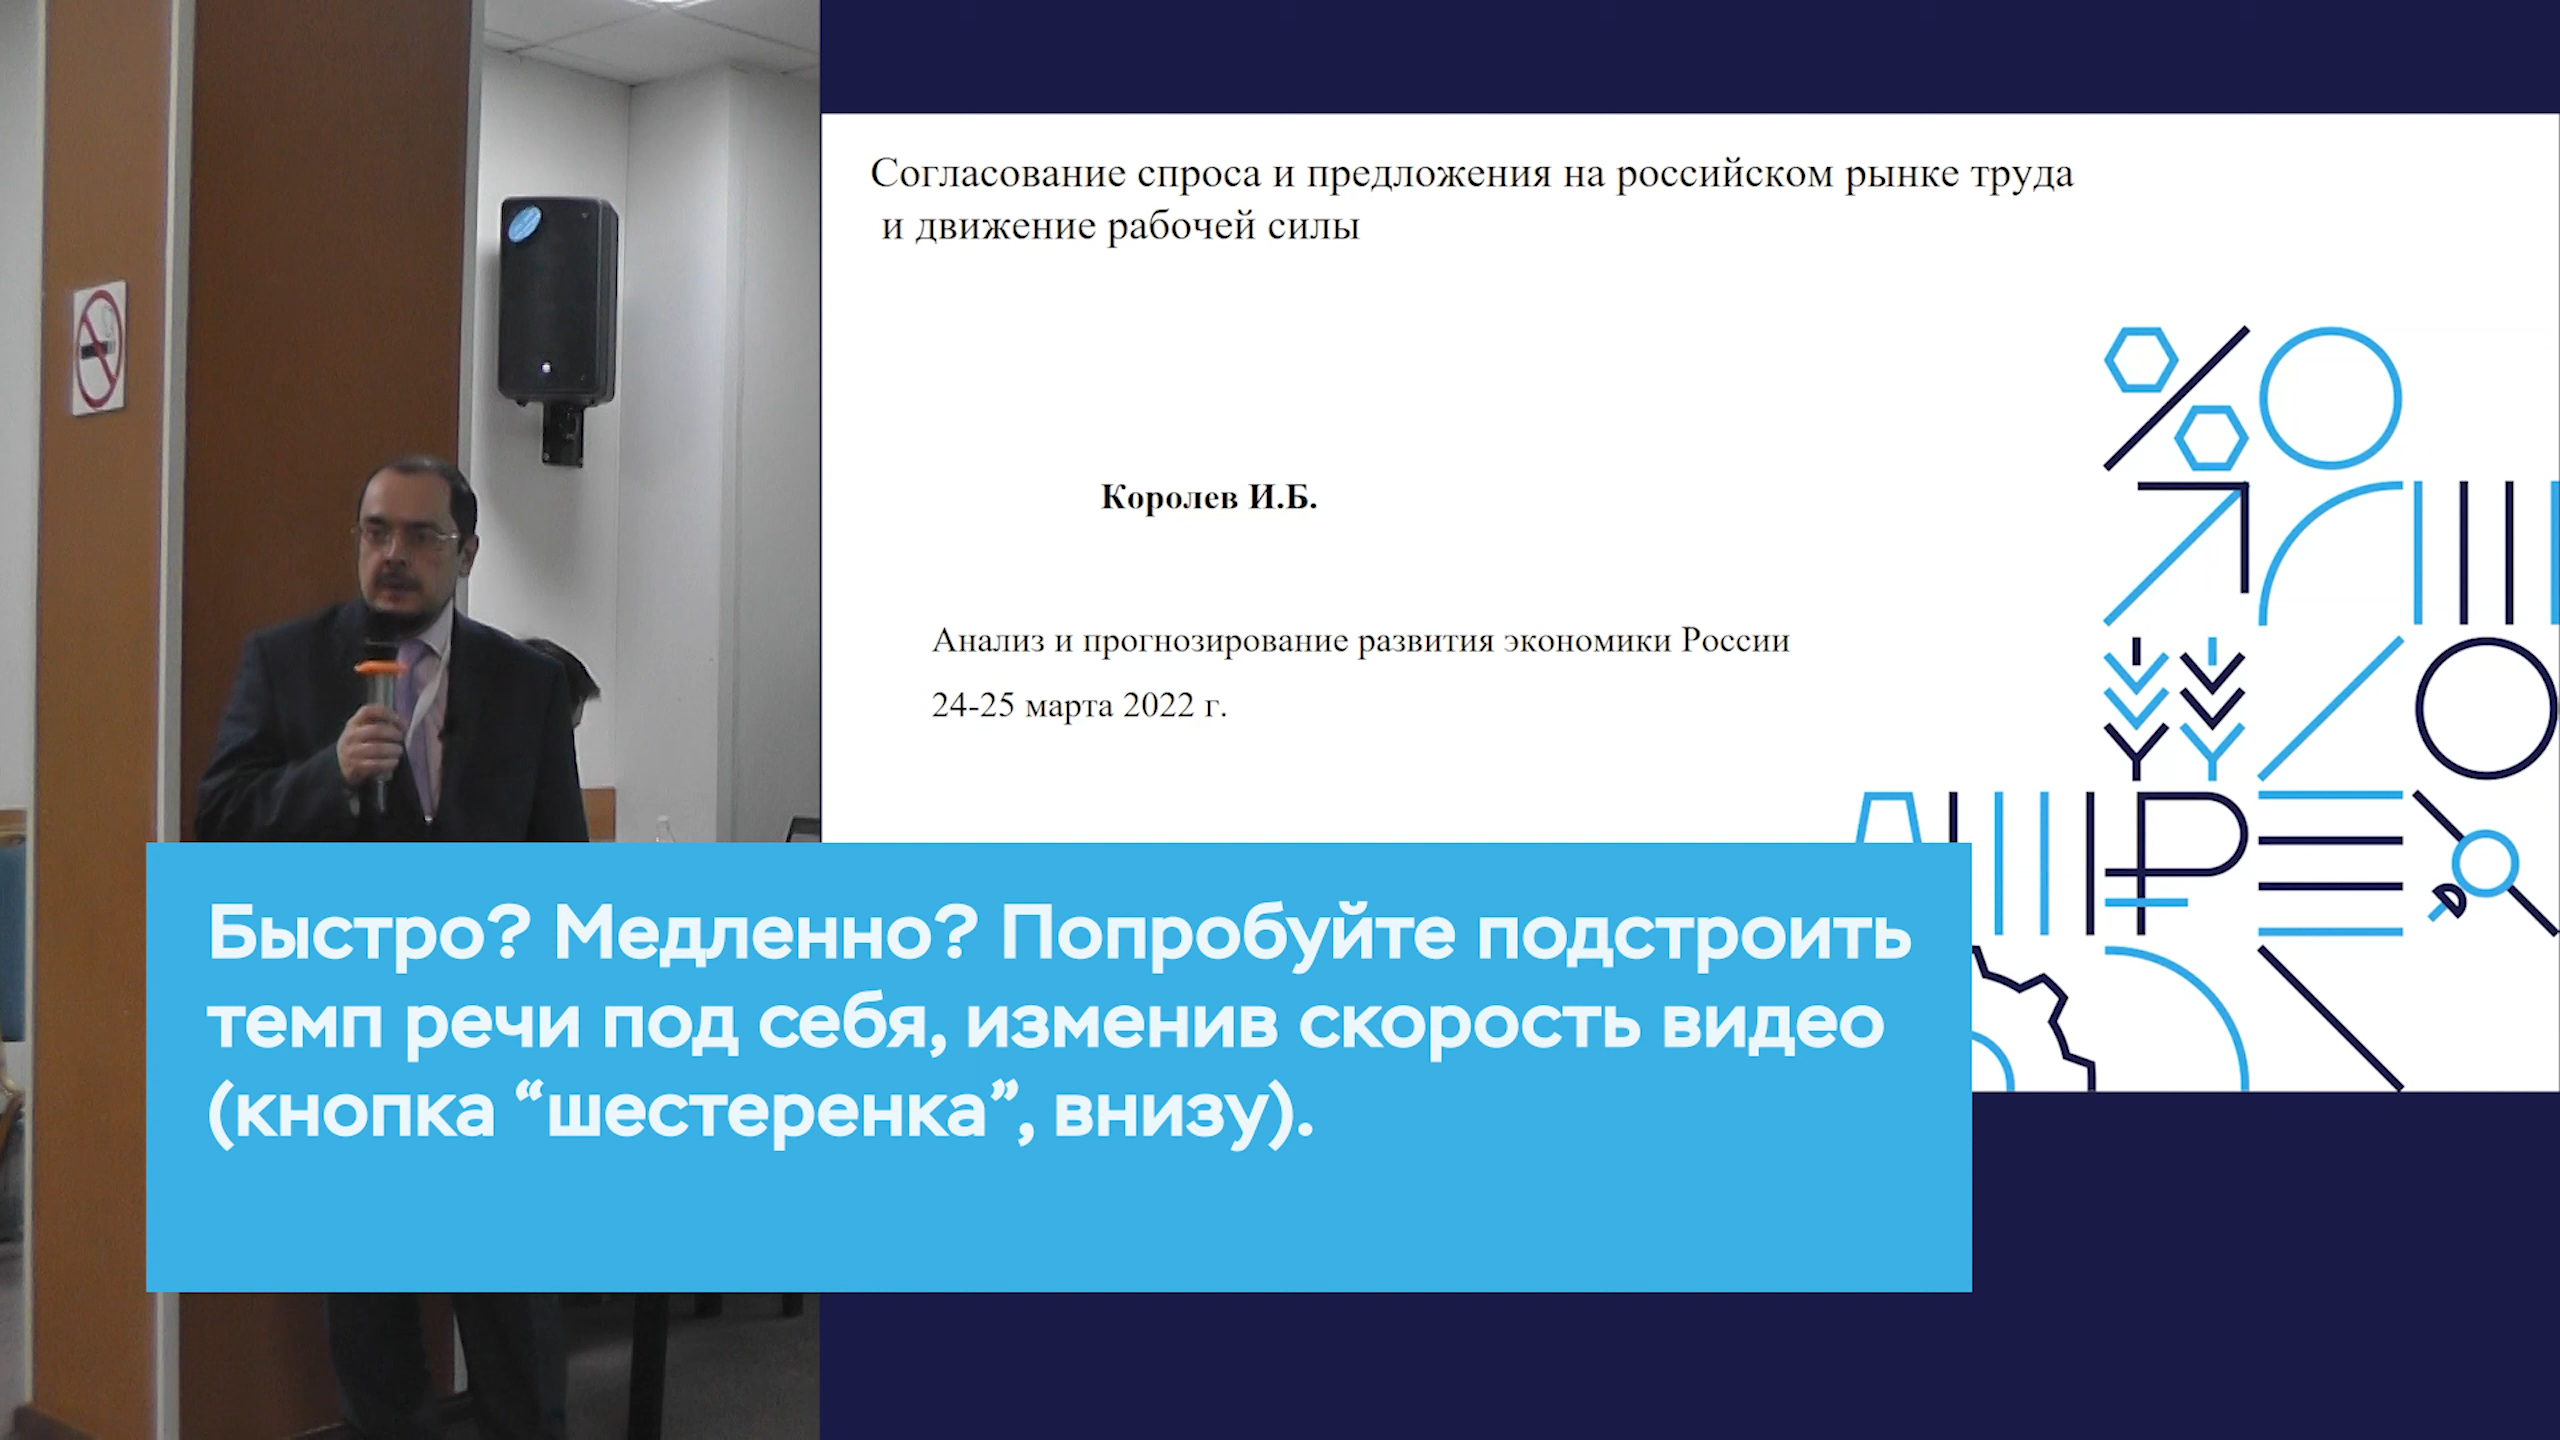 Согласование спроса и предложения на российском рынке труда
и движение рабочей силы
Королев И.Б.
Анализ и прогнозирование развития экономики России
24-25 марта 2022 г.
Быстро? Медленно? Попробуйте подстроить
темп речи под себя, изменив скорость видео
(кнопка “шестеренка”, внизу).